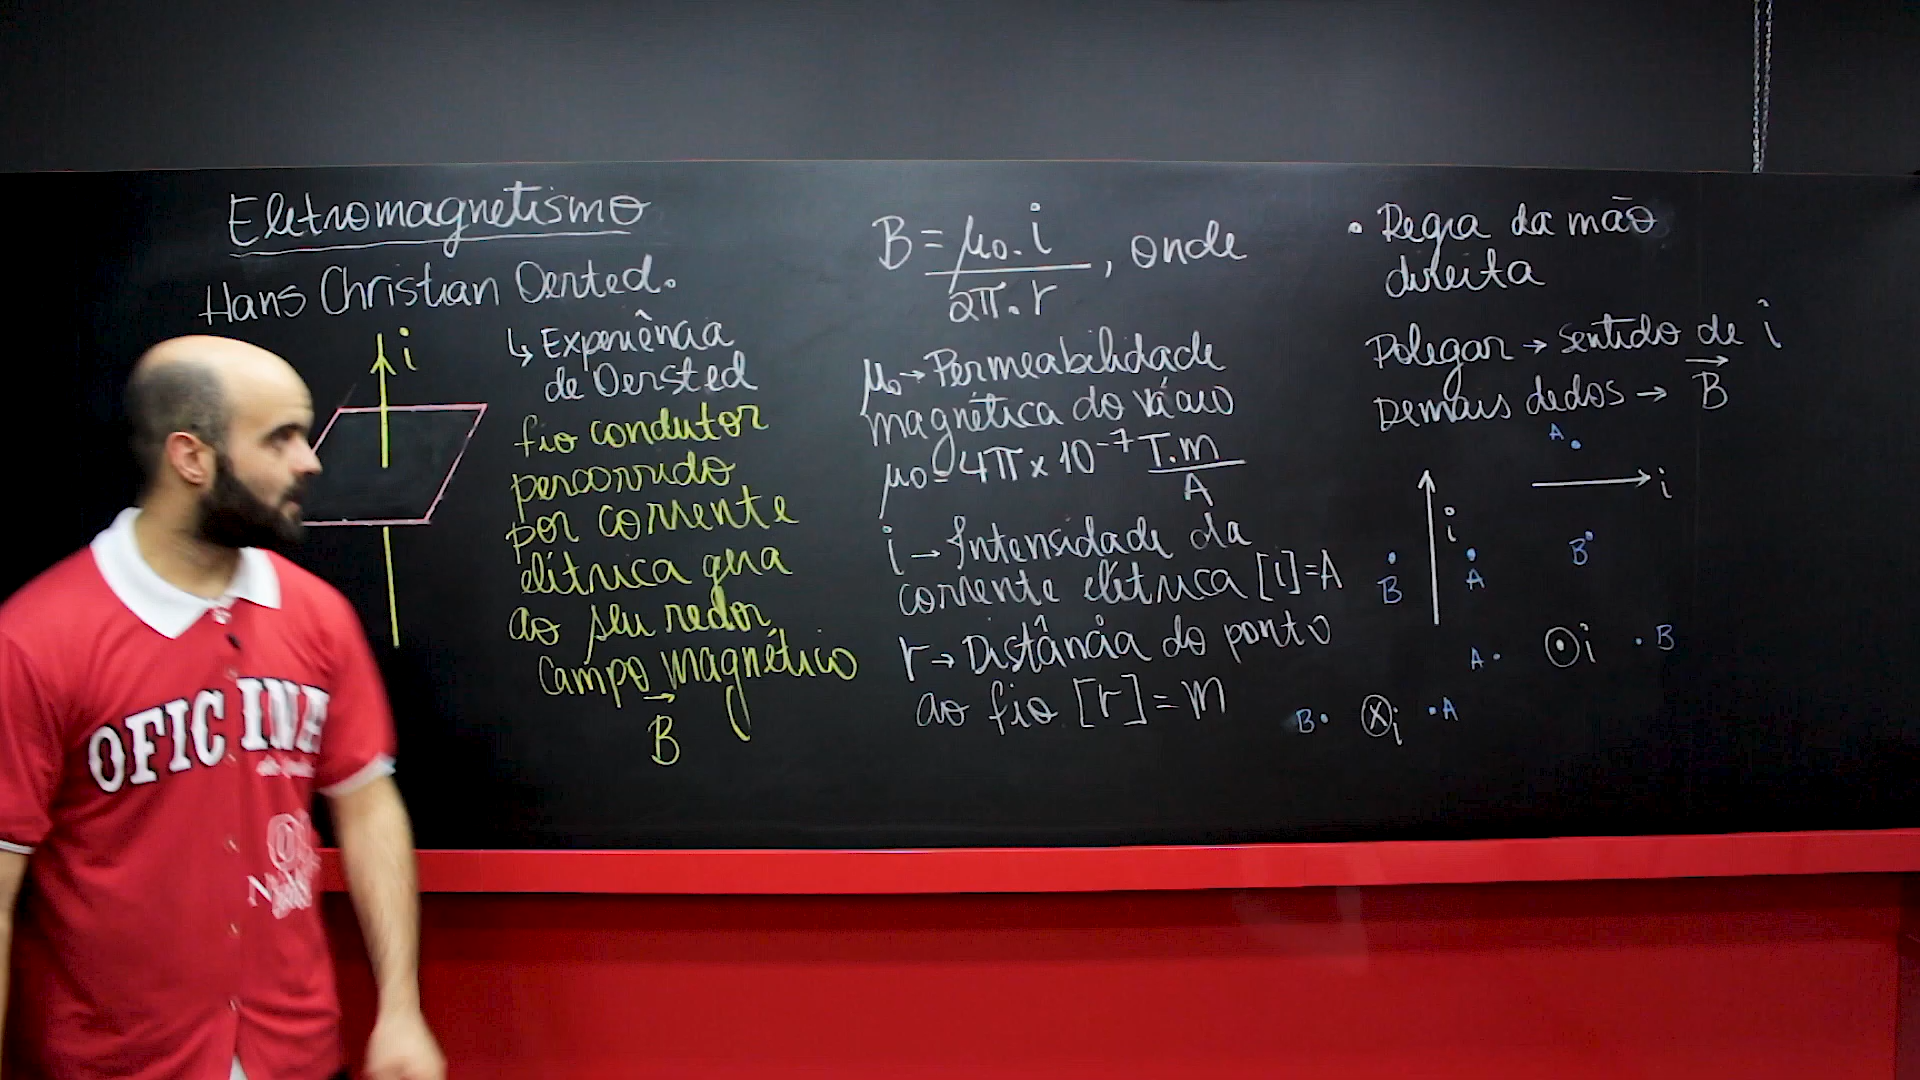 Eletromagnetismo
Hans Christian Oersted.
i
↳ Experiência
de Oersted
fio condutor
percorrido
por corrente
elétrica gera
ao seu redor
Campo magnético
B
B = μ₀. i
2π. r
, onde
μ₀ → Permeabilidade
magnética do vácuo
μ₀ = 4π x 10⁻⁷ T.m
A
i → Intensidade da
corrente elétrica [i]=A
r → Distância do ponto
ao fio [r] = m
• Regra da mão
direita
Polegar → sentido de i
Demais dedos → B
A
i
B
i
B
A
A
i
B
B
i
A
OFICINA